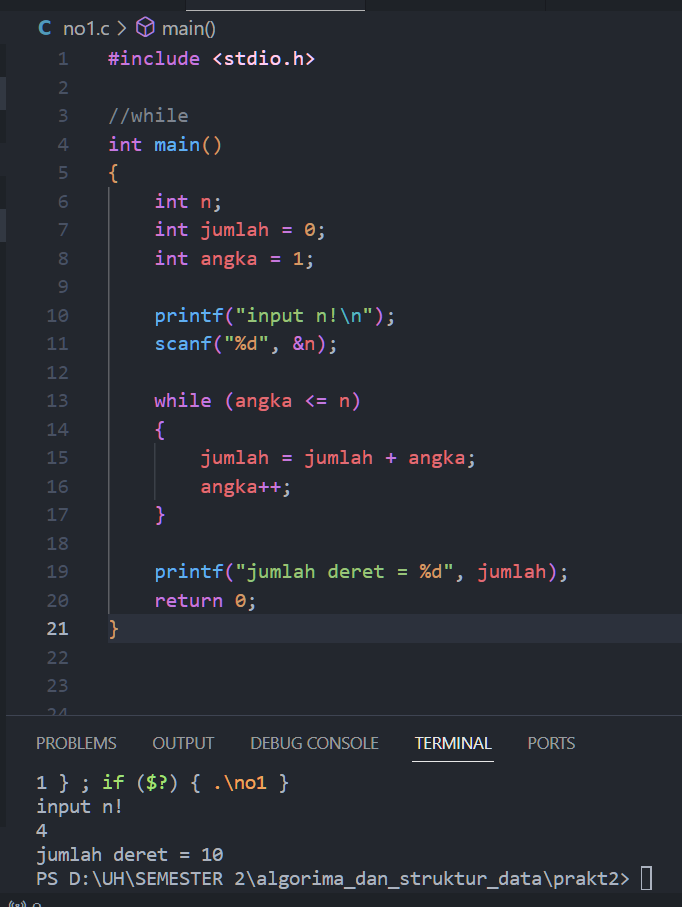 C no1.c > main()
1 #include <stdio.h>
2
3 //while
4 int main()
5 {
6 int n;
7 int jumlah = 0;
8 int angka = 1;
9
10 printf("input n!\n");
11 scanf("%d", &n);
12
13 while (angka <= n)
14 {
15 jumlah = jumlah + angka;
16 angka++;
17 }
18
19 printf("jumlah deret = %d", jumlah);
20 return 0;
21 }
22
23
24
PROBLEMS OUTPUT DEBUG CONSOLE TERMINAL PORTS
1 } ; if ($?) { .\no1 }
input n!
4
jumlah deret = 10
PS D:\UH\SEMESTER 2\algorima_dan_struktur_data\prakt2>